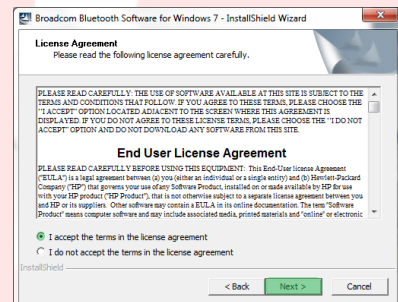 Broadcom Bluetooth Software for Windows 7 - InstallShield Wizard
License Agreement
Please read the following license agreement carefully.
PLEASE READ CAREFULLY: THE USE OF SOFTWARE AVAILABLE AT THIS SITE IS SUBJECT TO THE
TERMS AND CONDITIONS THAT FOLLOW. IF YOU AGREE TO THESE TERMS, PLEASE CHOOSE THE
"I ACCEPT" OPTION LOCATED ADJACENT TO THE SCREEN WHERE THIS AGREEMENT IS
DISPLAYED. IF YOU DO NOT AGREE TO THESE LICENSE TERMS, PLEASE CHOOSE THE "I DO NOT
ACCEPT" OPTION AND DO NOT DOWNLOAD ANY SOFTWARE FROM THIS SITE.
End User License Agreement
PLEASE READ CAREFULLY BEFORE USING THIS EQUIPMENT: This End-User license Agreement
("EULA") is a legal agreement between (a) you (either an individual or a single entity) and (b) Hewlett-Packard
Company ("HP") that governs your use of any Software Product, installed on or made available by HP for use
with your HP product ("HP Product"), that is not otherwise subject to a separate license agreement between you
and HP or its suppliers. Other software may contain a EULA in its online documentation. The term "Software
Product" means computer software and may include associated media, printed materials and "online" or electronic
I accept the terms in the license agreement
I do not accept the terms in the license agreement
InstallShield
< Back
Next >
Cancel